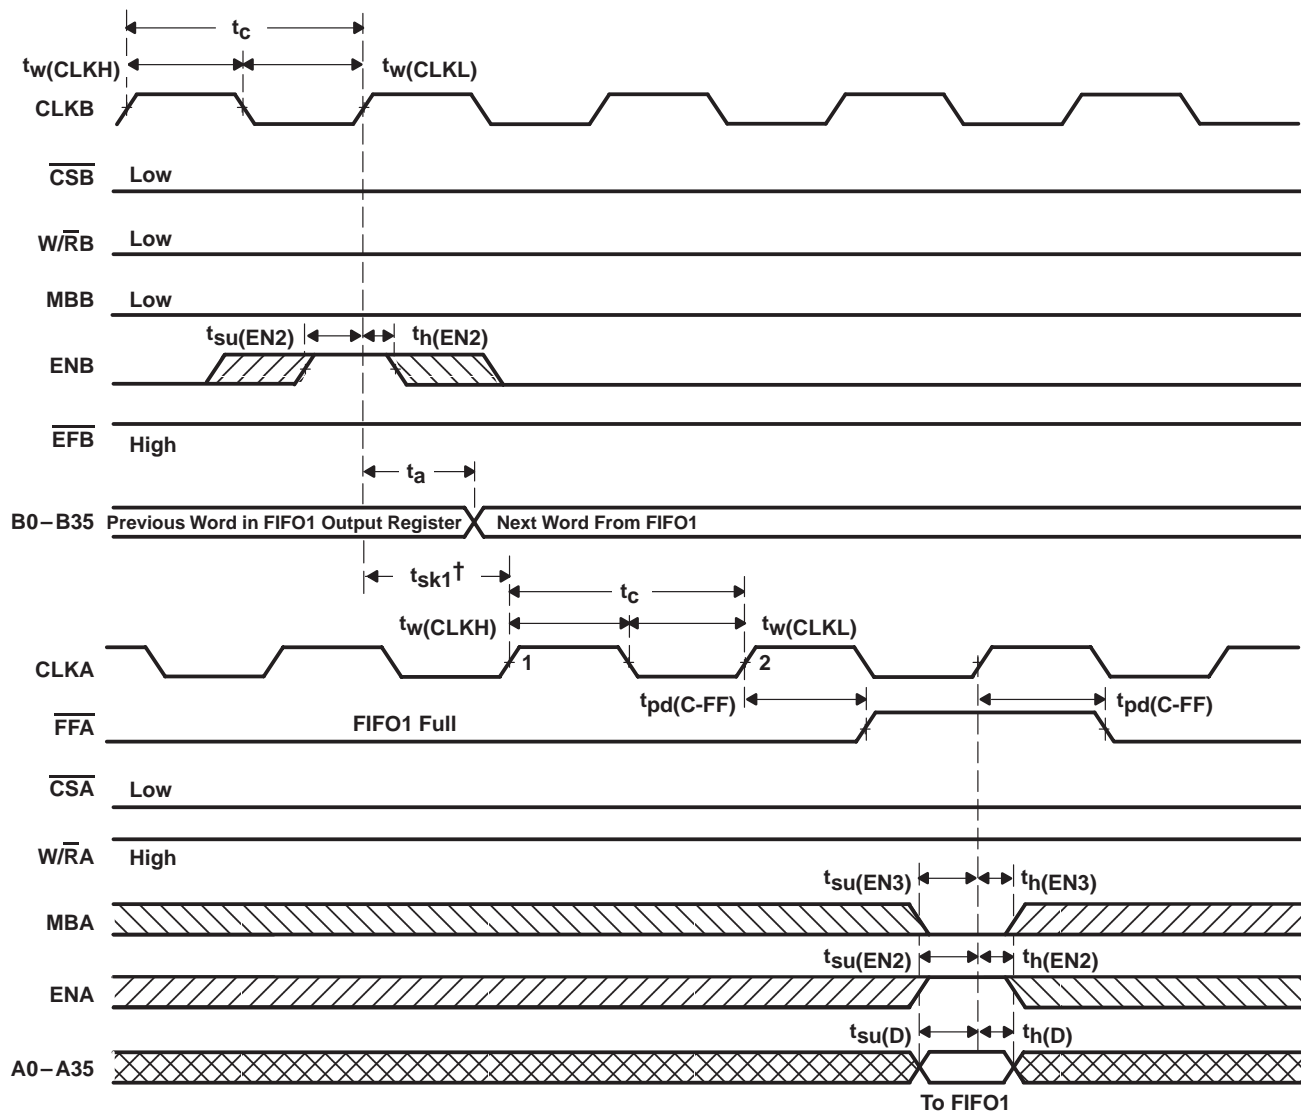 tc
tw(CLKH) tw(CLKL)
CLKB
CSB Low
W/RB Low
MBB Low
tsu(EN2) th(EN2)
ENB
EFB High
ta
B0–B35 Previous Word in FIFO1 Output Register Next Word From FIFO1
tsk1†
tc
tw(CLKH) tw(CLKL)
CLKA 1 2
tpd(C-FF) tpd(C-FF)
FFA FIFO1 Full
CSA Low
W/RA High
tsu(EN3) th(EN3)
MBA
tsu(EN2) th(EN2)
ENA
tsu(D) th(D)
A0–A35
To FIFO1